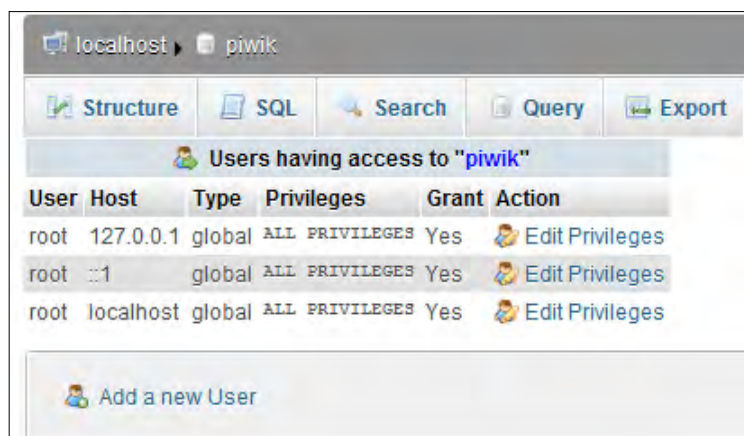 localhost ▸ piwik
Structure SQL Search Query Export
Users having access to "piwik"
User Host Type Privileges Grant Action
root 127.0.0.1 global ALL PRIVILEGES Yes Edit Privileges
root ::1 global ALL PRIVILEGES Yes Edit Privileges
root localhost global ALL PRIVILEGES Yes Edit Privileges
Add a new User